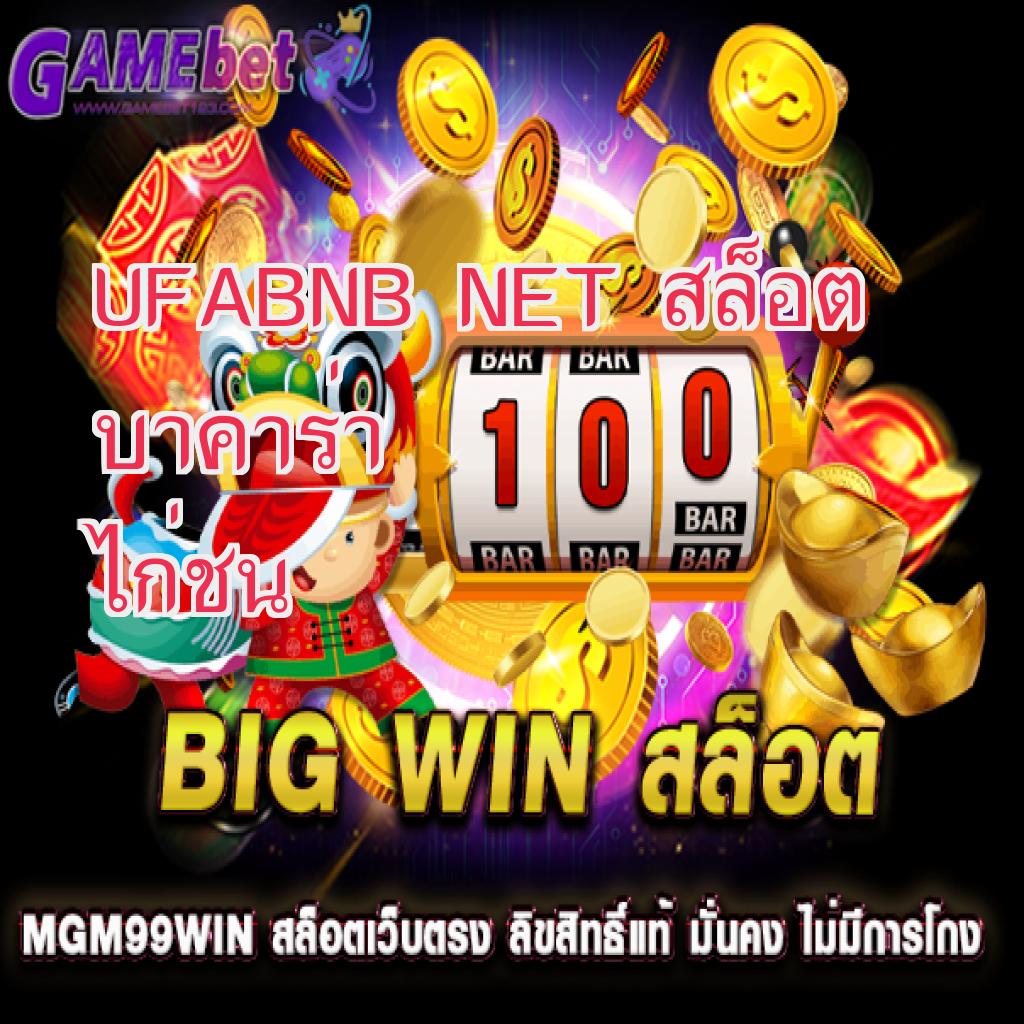 GAMEbet
UFABNB NET สล็อต
บาคาร่า
ไก่ชน
BAR BAR
1 0 0
BAR
BAR BAR BAR
BIG WIN สล็อต
MGM99WIN สล็อตเว็บตรง ลิขสิทธิ์แท้ มั่นคง ไม่มีการโกง